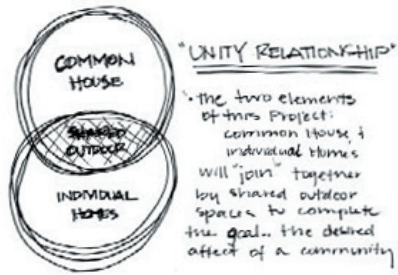 COMMON
HOUSE
SHARED
OUTDOOR
INDIVIDUAL
HOMES
"UNITY RELATIONSHIP"
• The two elements
of this Project:
common House, &
individual Homes
will "join" together
by shared outdoor
spaces to complete
the goal.. the desired
affect of a community